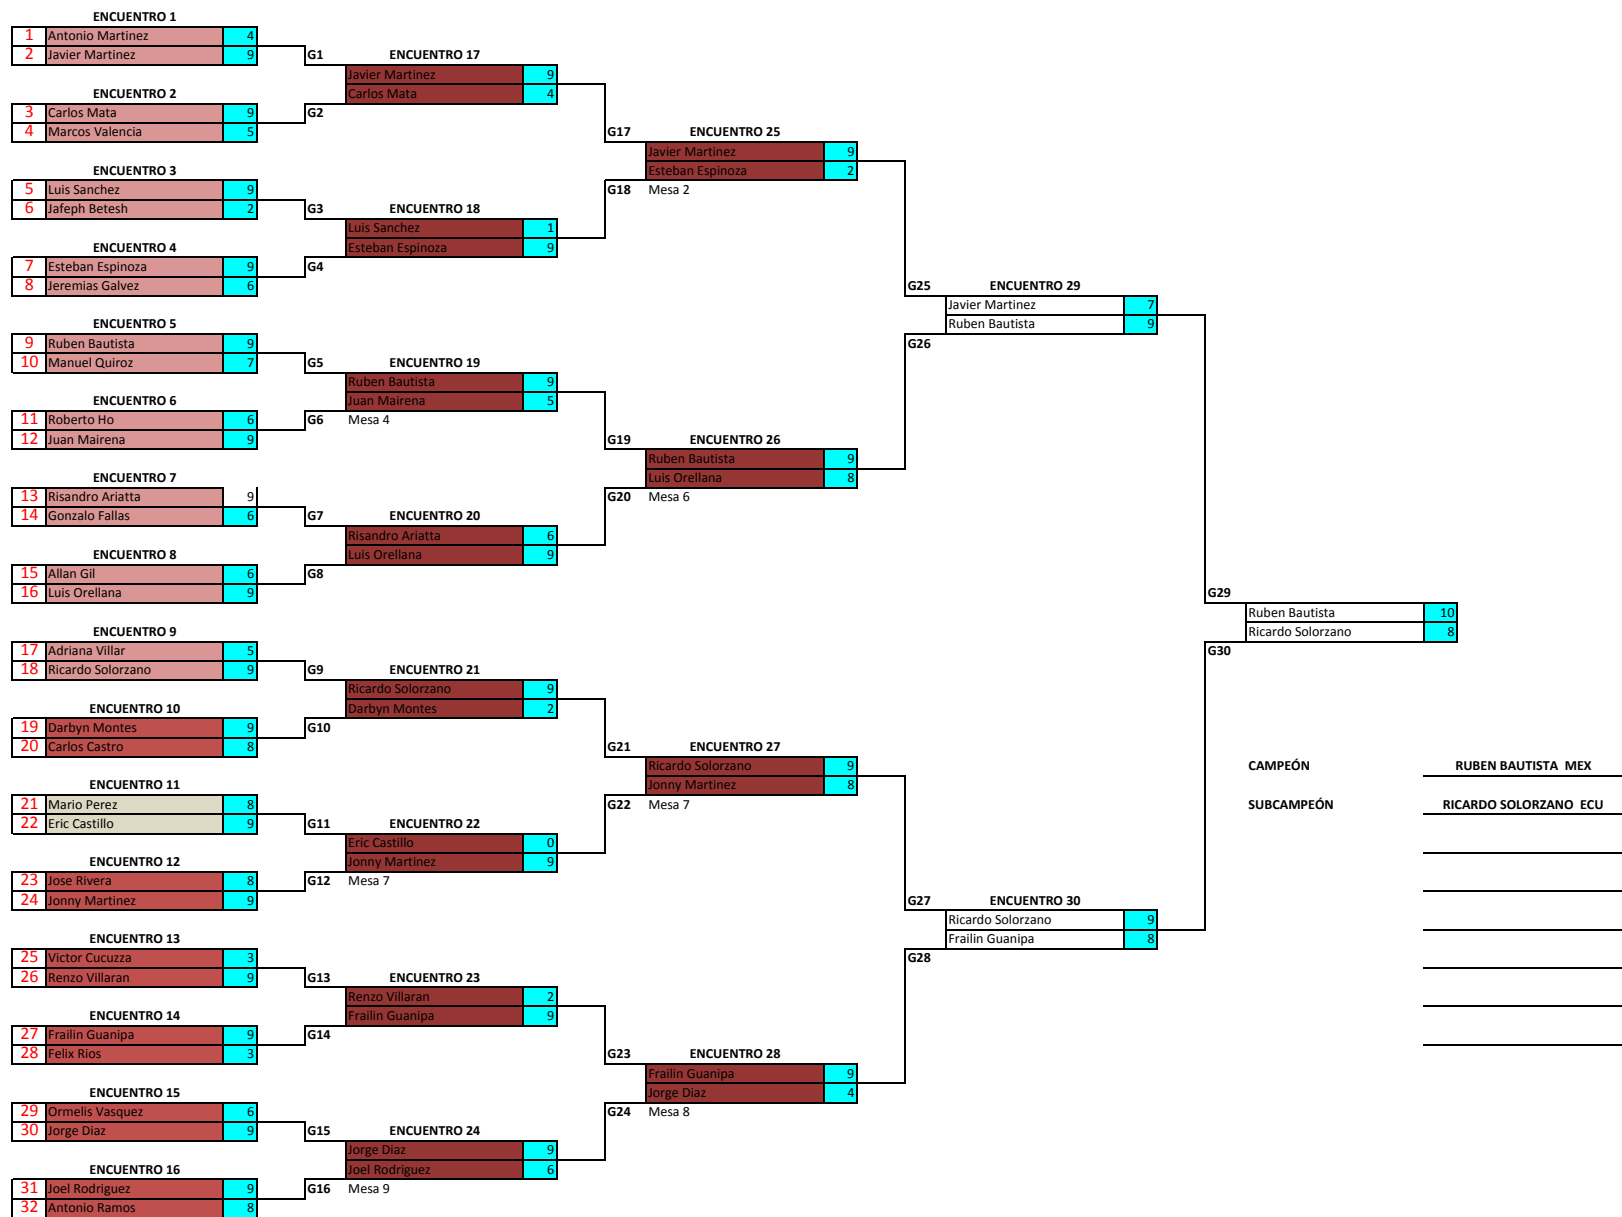 ENCUENTRO 1
1 Antonio Martinez 4
2 Javier Martinez 9
ENCUENTRO 2
3 Carlos Mata 9
4 Marcos Valencia 5
ENCUENTRO 3
5 Luis Sanchez 9
6 Jafeph Betesh 2
ENCUENTRO 4
7 Esteban Espinoza 9
8 Jeremias Galvez 6
ENCUENTRO 5
9 Ruben Bautista 9
10 Manuel Quiroz 7
ENCUENTRO 6
11 Roberto Ho 6
12 Juan Mairena 9
ENCUENTRO 7
13 Risandro Ariatta 9
14 Gonzalo Fallas 6
ENCUENTRO 8
15 Allan Gil 6
16 Luis Orellana 9
ENCUENTRO 9
17 Adriana Villar 5
18 Ricardo Solorzano 9
ENCUENTRO 10
19 Darbyn Montes 9
20 Carlos Castro 8
ENCUENTRO 11
21 Mario Perez 8
22 Eric Castillo 9
ENCUENTRO 12
23 Jose Rivera 8
24 Jonny Martinez 9
ENCUENTRO 13
25 Victor Cucuzza 3
26 Renzo Villaran 9
ENCUENTRO 14
27 Frailin Guanipa 9
28 Felix Rios 3
ENCUENTRO 15
29 Ormelis Vasquez 6
30 Jorge Diaz 9
ENCUENTRO 16
31 Joel Rodriguez 9
32 Antonio Ramos 8
G1 ENCUENTRO 17
Javier Martinez 9
Carlos Mata 4
G2
G3 ENCUENTRO 18
Luis Sanchez 1
Esteban Espinoza 9
G4
G5 ENCUENTRO 19
Ruben Bautista 9
Juan Mairena 5
G6 Mesa 4
G7 ENCUENTRO 20
Risandro Ariatta 6
Luis Orellana 9
G8
G9 ENCUENTRO 21
Ricardo Solorzano 9
Darbyn Montes 2
G10
G11 ENCUENTRO 22
Eric Castillo 0
Jonny Martinez 9
G12 Mesa 7
G13 ENCUENTRO 23
Renzo Villaran 2
Frailin Guanipa 9
G14
G15 ENCUENTRO 24
Jorge Diaz 9
Joel Rodriguez 6
G16 Mesa 9
G17 ENCUENTRO 25
Javier Martinez 9
Esteban Espinoza 2
G18 Mesa 2
G19 ENCUENTRO 26
Ruben Bautista 9
Luis Orellana 8
G20 Mesa 6
G21 ENCUENTRO 27
Ricardo Solorzano 9
Jonny Martinez 8
G22 Mesa 7
G23 ENCUENTRO 28
Frailin Guanipa 9
Jorge Diaz 4
G24 Mesa 8
G25 ENCUENTRO 29
Javier Martinez 7
Ruben Bautista 9
G26
G27 ENCUENTRO 30
Ricardo Solorzano 9
Frailin Guanipa 8
G28
G29
Ruben Bautista 10
Ricardo Solorzano 8
G30
CAMPEÓN RUBEN BAUTISTA MEX
SUBCAMPEÓN RICARDO SOLORZANO ECU